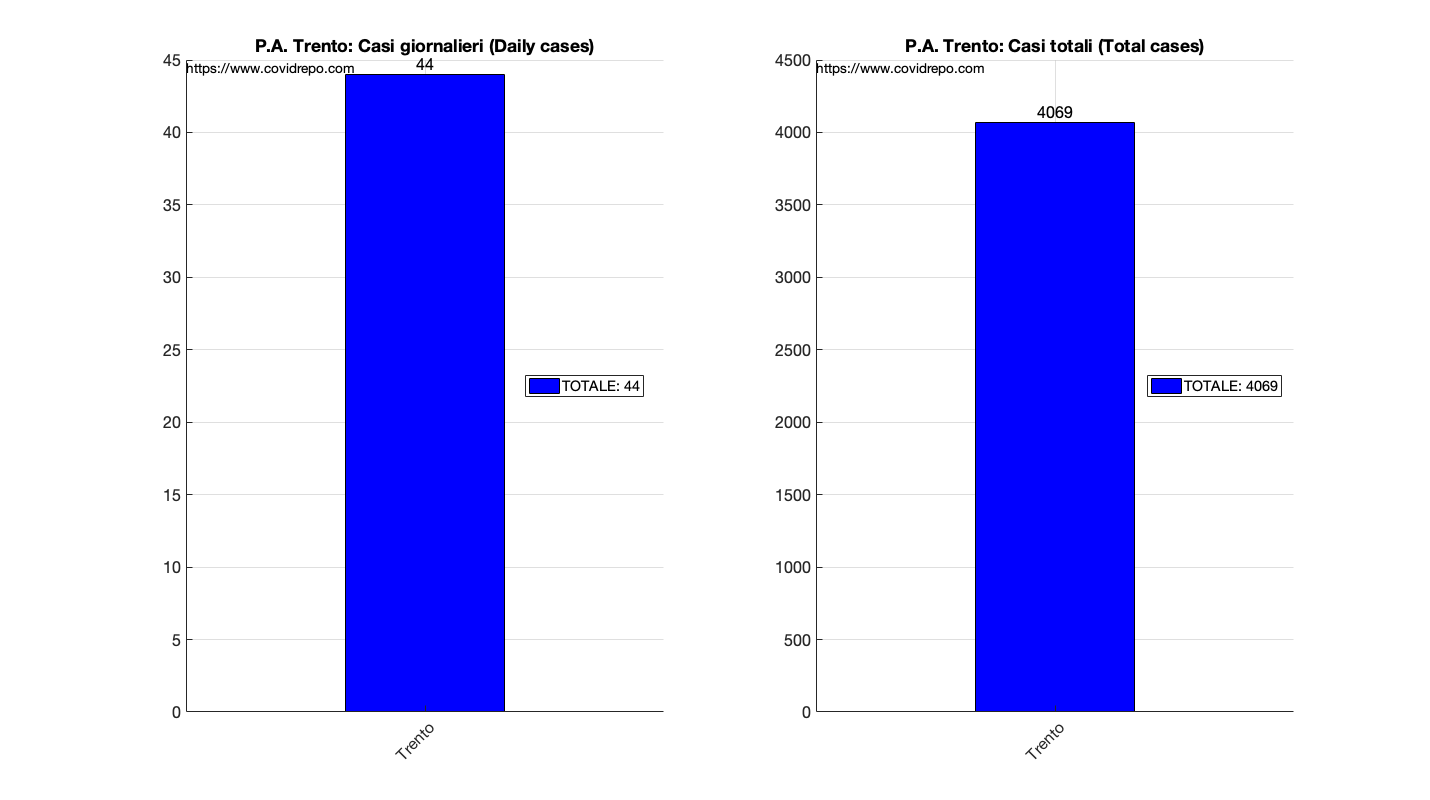 P.A. Trento: Casi giornalieri (Daily cases)
https://www.covidrepo.com
44
45
40
35
30
25
20
15
10
5
0
TOTALE: 44
Trento
P.A. Trento: Casi totali (Total cases)
https://www.covidrepo.com
4069
4500
4000
3500
3000
2500
2000
1500
1000
500
0
TOTALE: 4069
Trento